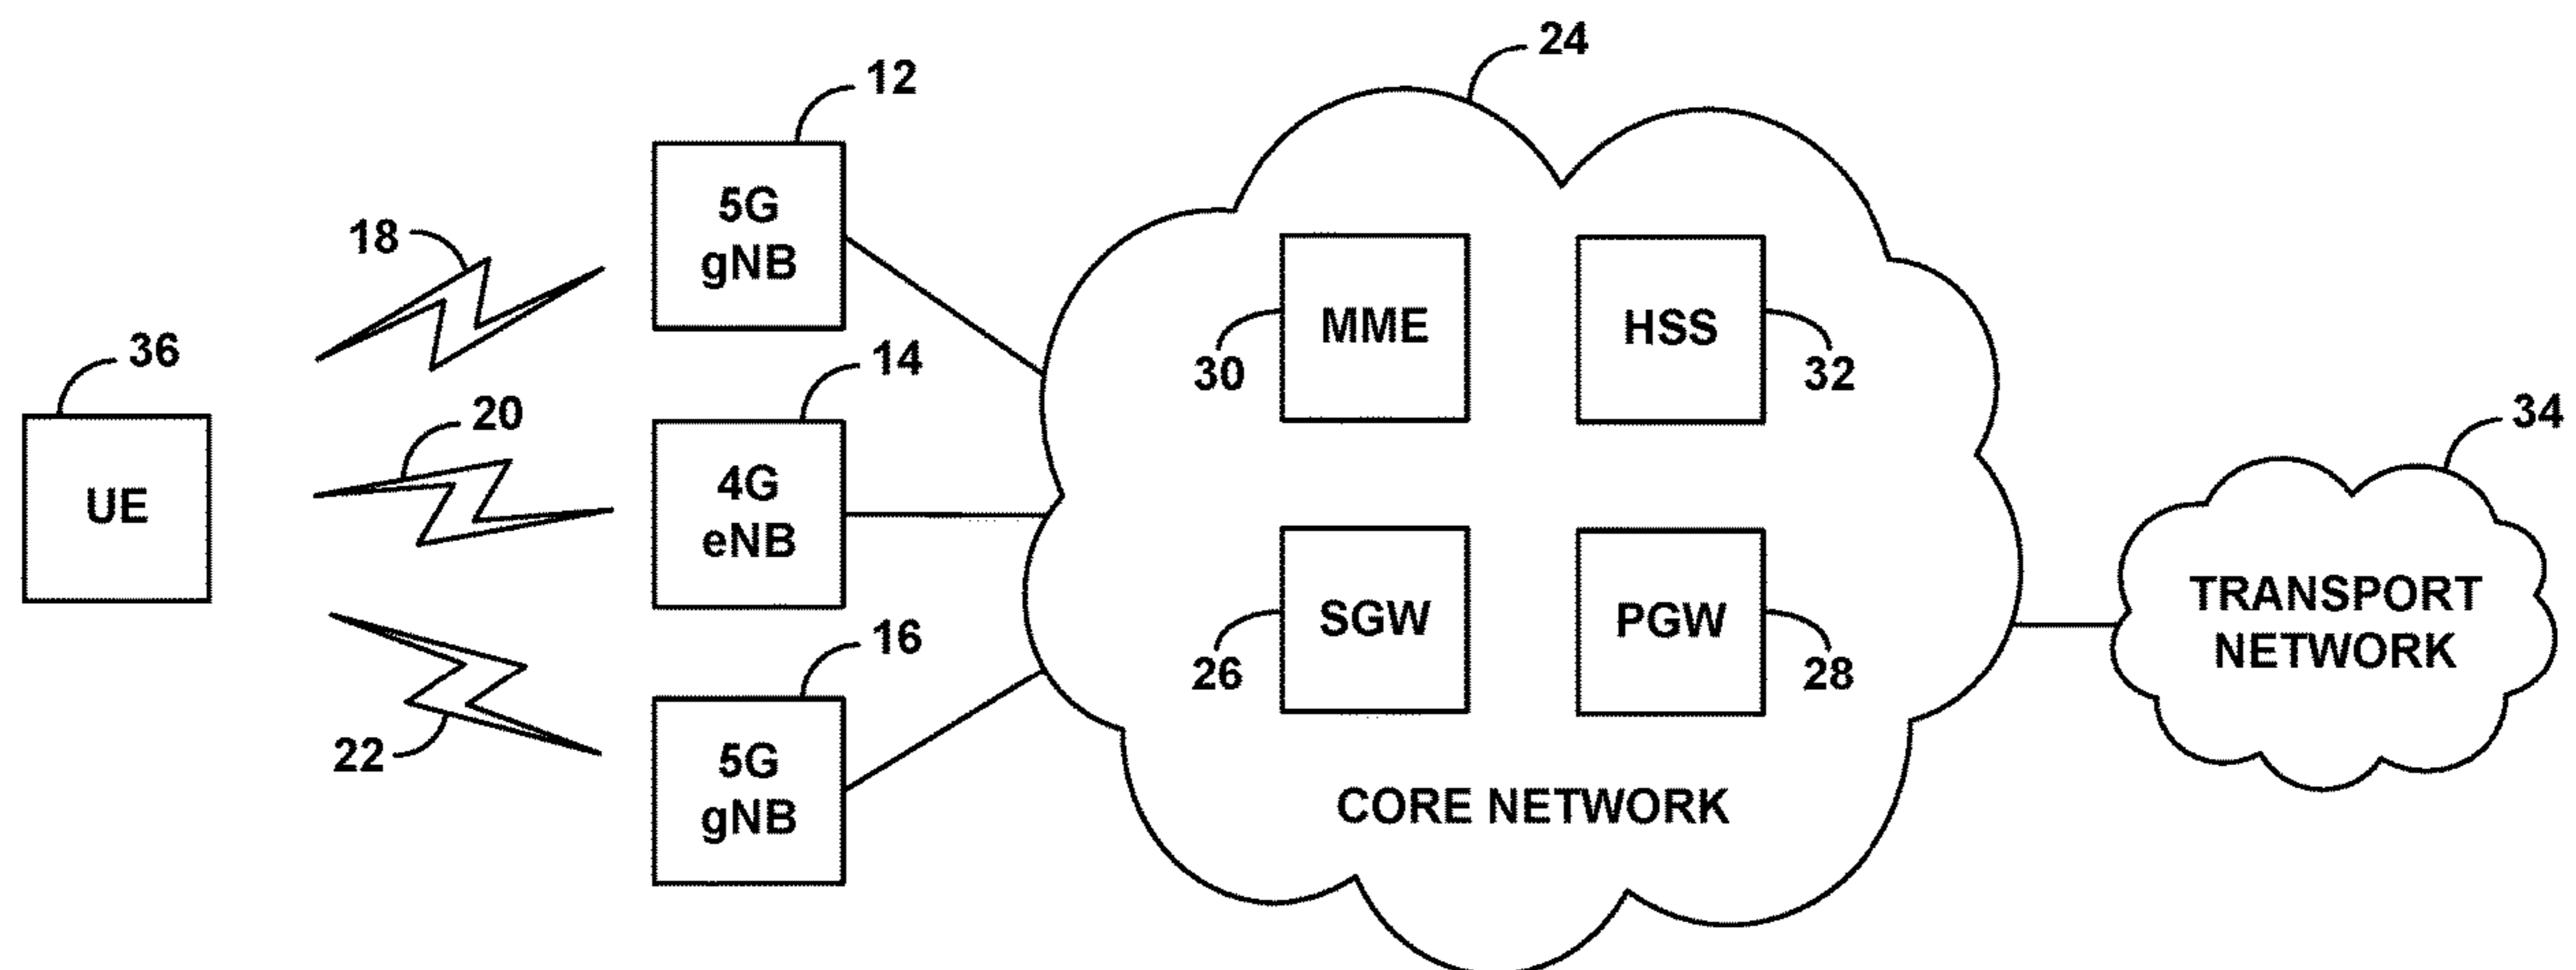 24
12
5G
gNB
18
36
UE
20
14
4G
eNB
22
16
5G
gNB
MME
30
HSS
32
SGW
26
PGW
28
CORE NETWORK
34
TRANSPORT
NETWORK